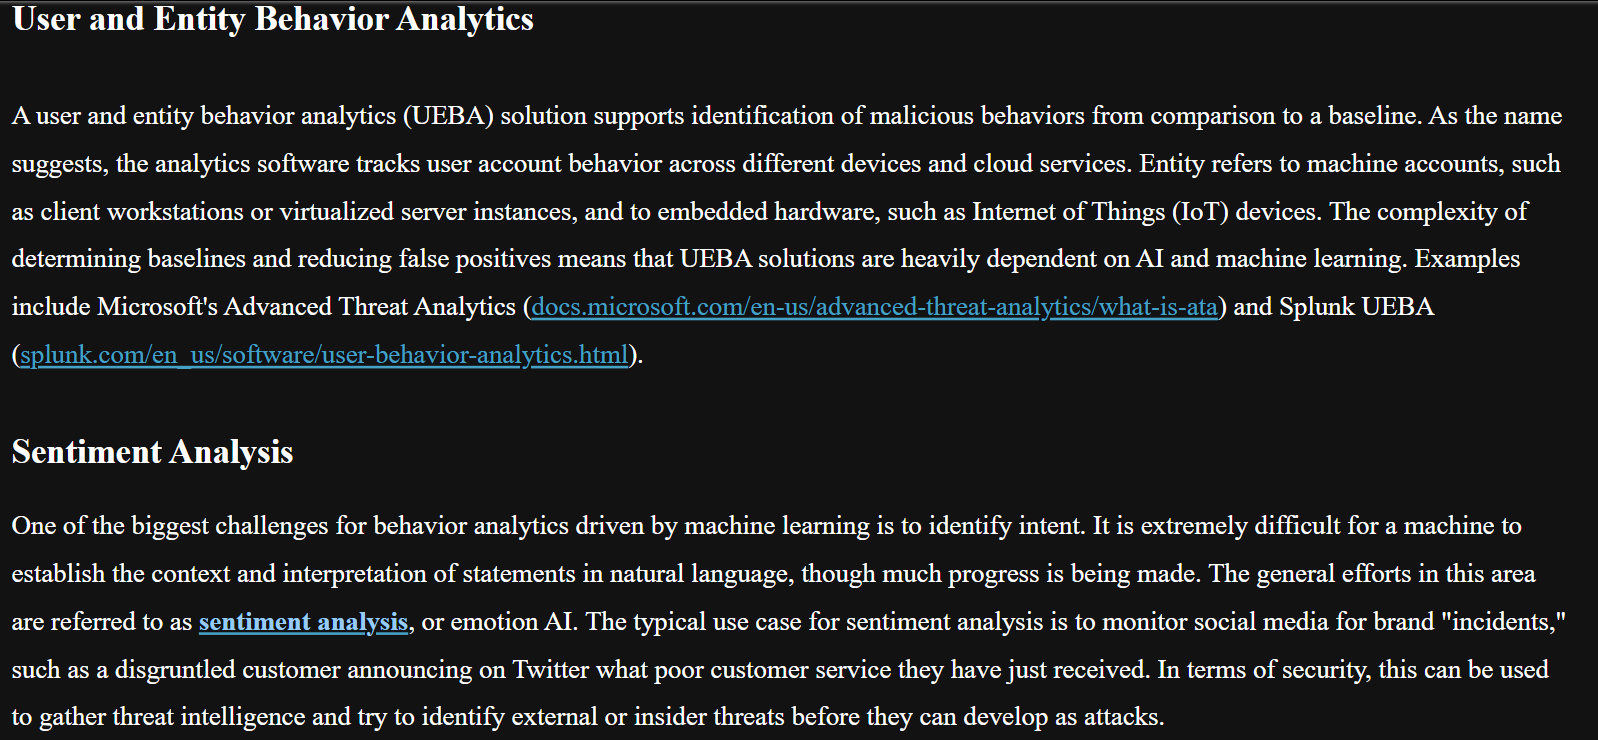 User and Entity Behavior Analytics
A user and entity behavior analytics (UEBA) solution supports identification of malicious behaviors from comparison to a baseline. As the name
suggests, the analytics software tracks user account behavior across different devices and cloud services. Entity refers to machine accounts, such
as client workstations or virtualized server instances, and to embedded hardware, such as Internet of Things (IoT) devices. The complexity of
determining baselines and reducing false positives means that UEBA solutions are heavily dependent on AI and machine learning. Examples
include Microsoft's Advanced Threat Analytics (docs.microsoft.com/en-us/advanced-threat-analytics/what-is-ata) and Splunk UEBA
(splunk.com/en_us/software/user-behavior-analytics.html).
Sentiment Analysis
One of the biggest challenges for behavior analytics driven by machine learning is to identify intent. It is extremely difficult for a machine to
establish the context and interpretation of statements in natural language, though much progress is being made. The general efforts in this area
are referred to as sentiment analysis, or emotion AI. The typical use case for sentiment analysis is to monitor social media for brand "incidents,"
such as a disgruntled customer announcing on Twitter what poor customer service they have just received. In terms of security, this can be used
to gather threat intelligence and try to identify external or insider threats before they can develop as attacks.